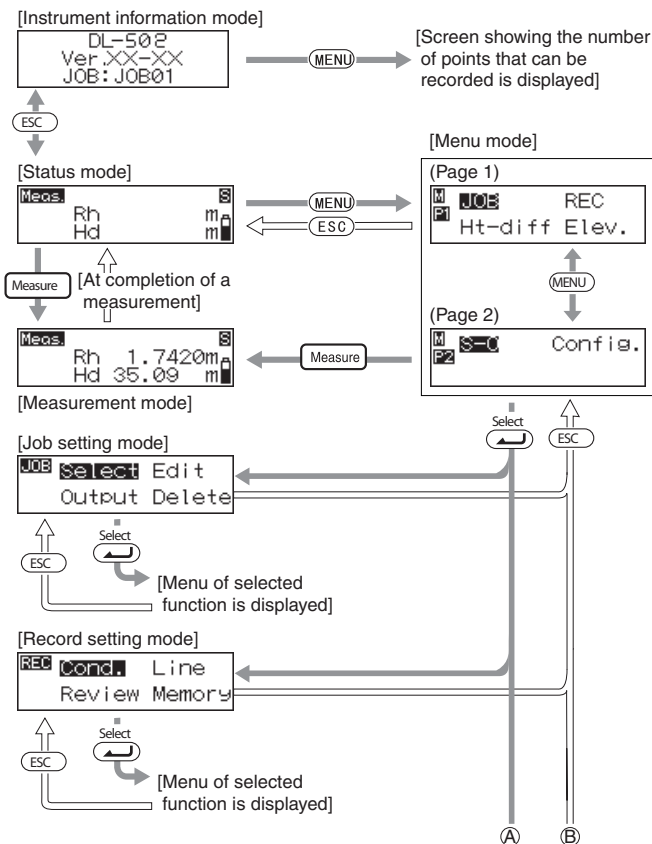 [Instrument information mode]
DL-502
Ver.XX-XX
JOB:JOB01
MENU
[Screen showing the number
of points that can be
recorded is displayed]
ESC
[Status mode]
Meas. S
Rh m
Hd m
MENU
ESC
[Menu mode]
(Page 1)
M JOB REC
P1 Ht-diff Elev.
MENU
(Page 2)
M S-O Config.
P2
Measure
[At completion of a
measurement]
Meas. S
Rh 1.7420m
Hd 35.09 m
Measure
[Measurement mode]
Select
ESC
[Job setting mode]
JOB Select Edit
Output Delete
ESC
Select
[Menu of selected
function is displayed]
[Record setting mode]
REC Cond. Line
Review Memory
ESC
Select
[Menu of selected
function is displayed]
A B